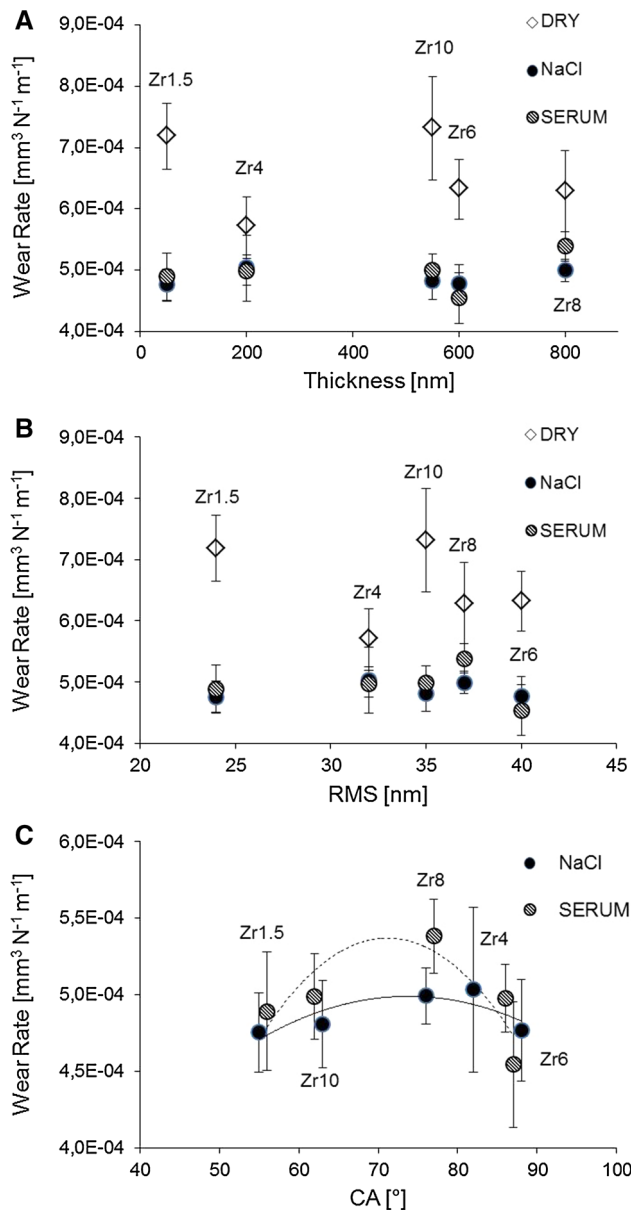 A
9,0E-04
8,0E-04
7,0E-04
6,0E-04
5,0E-04
4,0E-04
Wear Rate [mm³ N⁻¹ m⁻¹]
Zr1.5
Zr4
Zr10
Zr6
Zr8
DRY
NaCl
SERUM
0 200 400 600 800
Thickness [nm]
B
9,0E-04
8,0E-04
7,0E-04
6,0E-04
5,0E-04
4,0E-04
Wear Rate [mm³ N⁻¹ m⁻¹]
Zr1.5
Zr4
Zr10
Zr8
Zr6
DRY
NaCl
SERUM
20 25 30 35 40 45
RMS [nm]
C
6,0E-04
5,5E-04
5,0E-04
4,5E-04
4,0E-04
Wear Rate [mm³ N⁻¹ m⁻¹]
Zr1.5
Zr10
Zr8
Zr4
Zr6
NaCl
SERUM
40 50 60 70 80 90 100
CA [°]